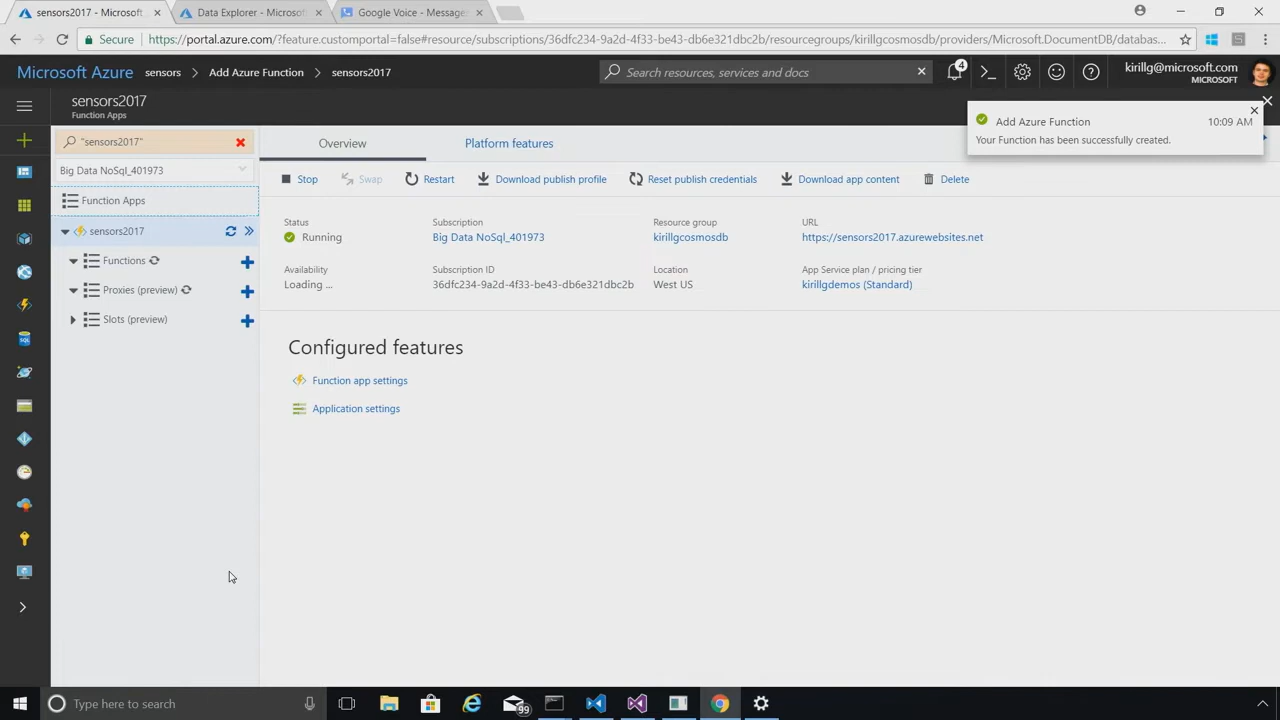 sensors2017 - Microsoft
Data Explorer - Microsof
Google Voice - Message
Secure
https://portal.azure.com/?feature.customportal=false#resource/subscriptions/36dfc234-9a2d-4f33-be43-db6e321dbc2b/resourcegroups/kirillgcosmosdb/providers/Microsoft.DocumentDB/databas...
Microsoft Azure
sensors > Add Azure Function > sensors2017
Search resources, services and docs
4
kirillg@microsoft.com
MICROSOFT
sensors2017
Function Apps
Add Azure Function
10:09 AM
Your Function has been successfully created.
"sensors2017"
Big Data NoSql_401973
Function Apps
sensors2017
Functions
Proxies (preview)
Slots (preview)
Overview
Platform features
Stop
Swap
Restart
Download publish profile
Reset publish credentials
Download app content
Delete
Status
Running
Subscription
Big Data NoSql_401973
Resource group
kirillgcosmosdb
URL
https://sensors2017.azurewebsites.net
Availability
Loading ...
Subscription ID
36dfc234-9a2d-4f33-be43-db6e321dbc2b
Location
West US
App Service plan / pricing tier
kirillgdemos (Standard)
Configured features
Function app settings
Application settings
Type here to search
99